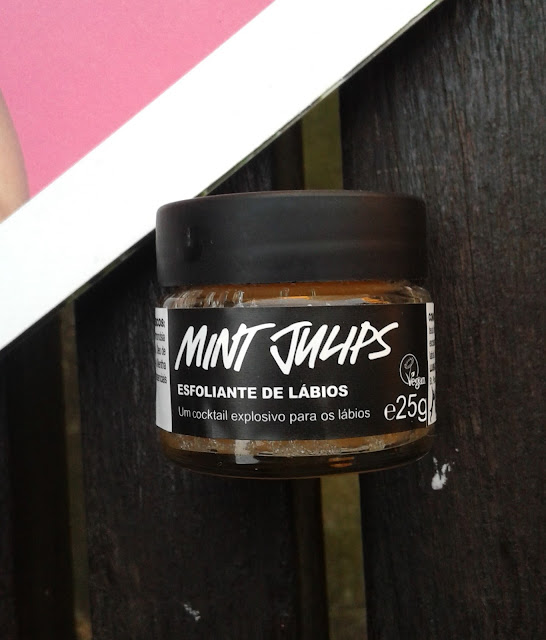 MINT JULIPS
ESFOLIANTE DE LÁBIOS
Um cocktail explosivo para os lábios
Vegan
e25g